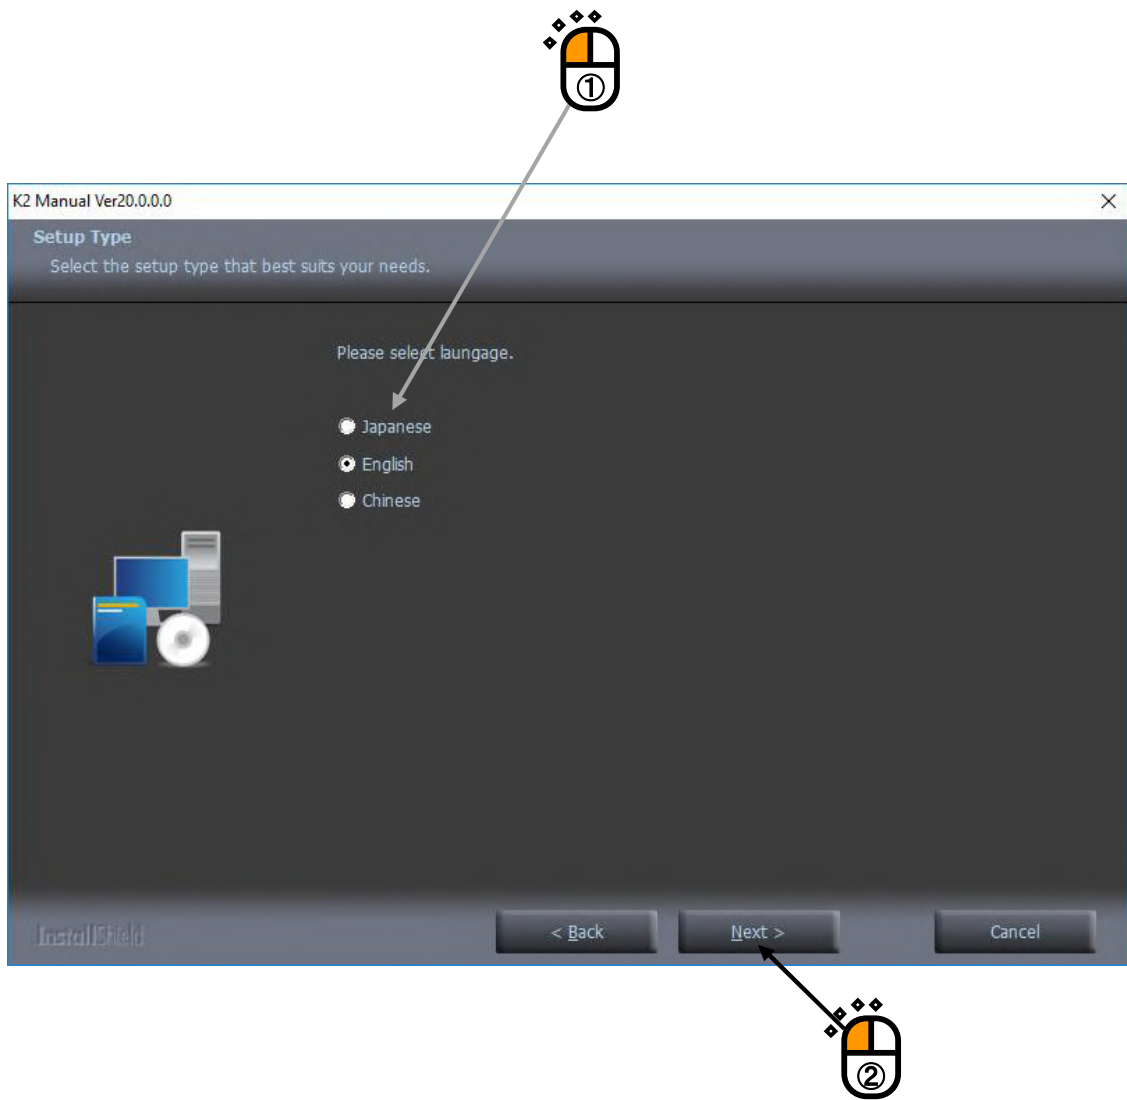 ①
K2 Manual Ver20.0.0.0
Setup Type
Select the setup type that best suits your needs.
Please select laungage.
Japanese
English
Chinese
InstallShield
< Back
Next >
Cancel
②